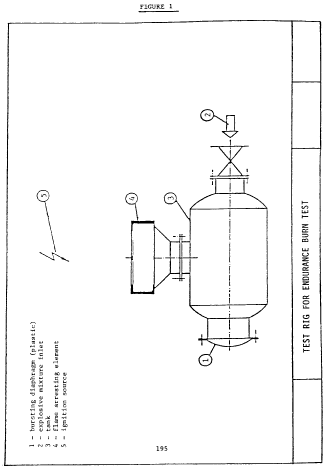 FIGURE 1
5
4
3
2
1
1 - bursting diaphragm (plastic)
2 - explosive mixture inlet
3 - tank
4 - flame arresting element
5 - ignition source
TEST RIG FOR ENDURANCE BURN TEST
195